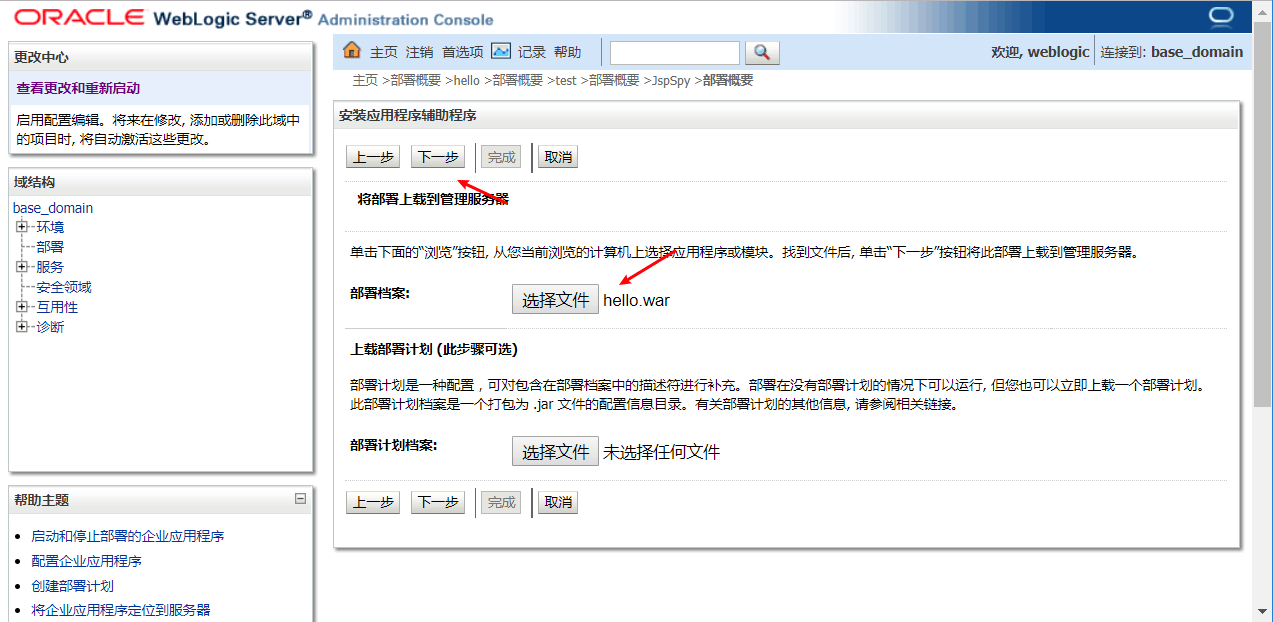 ORACLE WebLogic Server® Administration Console
更改中心
查看更改和重新启动
启用配置编辑。将来在修改, 添加或删除此域中
的项目时, 将自动激活这些更改。
域结构
base_domain
环境
部署
服务
安全领域
互用性
诊断
帮助主题
启动和停止部署的企业应用程序
配置企业应用程序
创建部署计划
将企业应用程序定位到服务器
主页 注销 首选项 记录 帮助
欢迎, weblogic 连接到: base_domain
主页 >部署概要 >hello >部署概要 >test >部署概要 >JspSpy >部署概要
安装应用程序辅助程序
上一步 下一步 完成 取消
将部署上载到管理服务器
单击下面的“浏览”按钮, 从您当前浏览的计算机上选择应用程序或模块。找到文件后, 单击“下一步”按钮将此部署上载到管理服务器。
部署档案: 选择文件 hello.war
上载部署计划 (此步骤可选)
部署计划是一种配置，可对包含在部署档案中的描述符进行补充。部署在没有部署计划的情况下可以运行, 但您也可以立即上载一个部署计划。
此部署计划档案是一个打包为 .jar 文件的配置信息目录。有关部署计划的其他信息, 请参阅相关链接。
部署计划档案: 选择文件 未选择任何文件
上一步 下一步 完成 取消